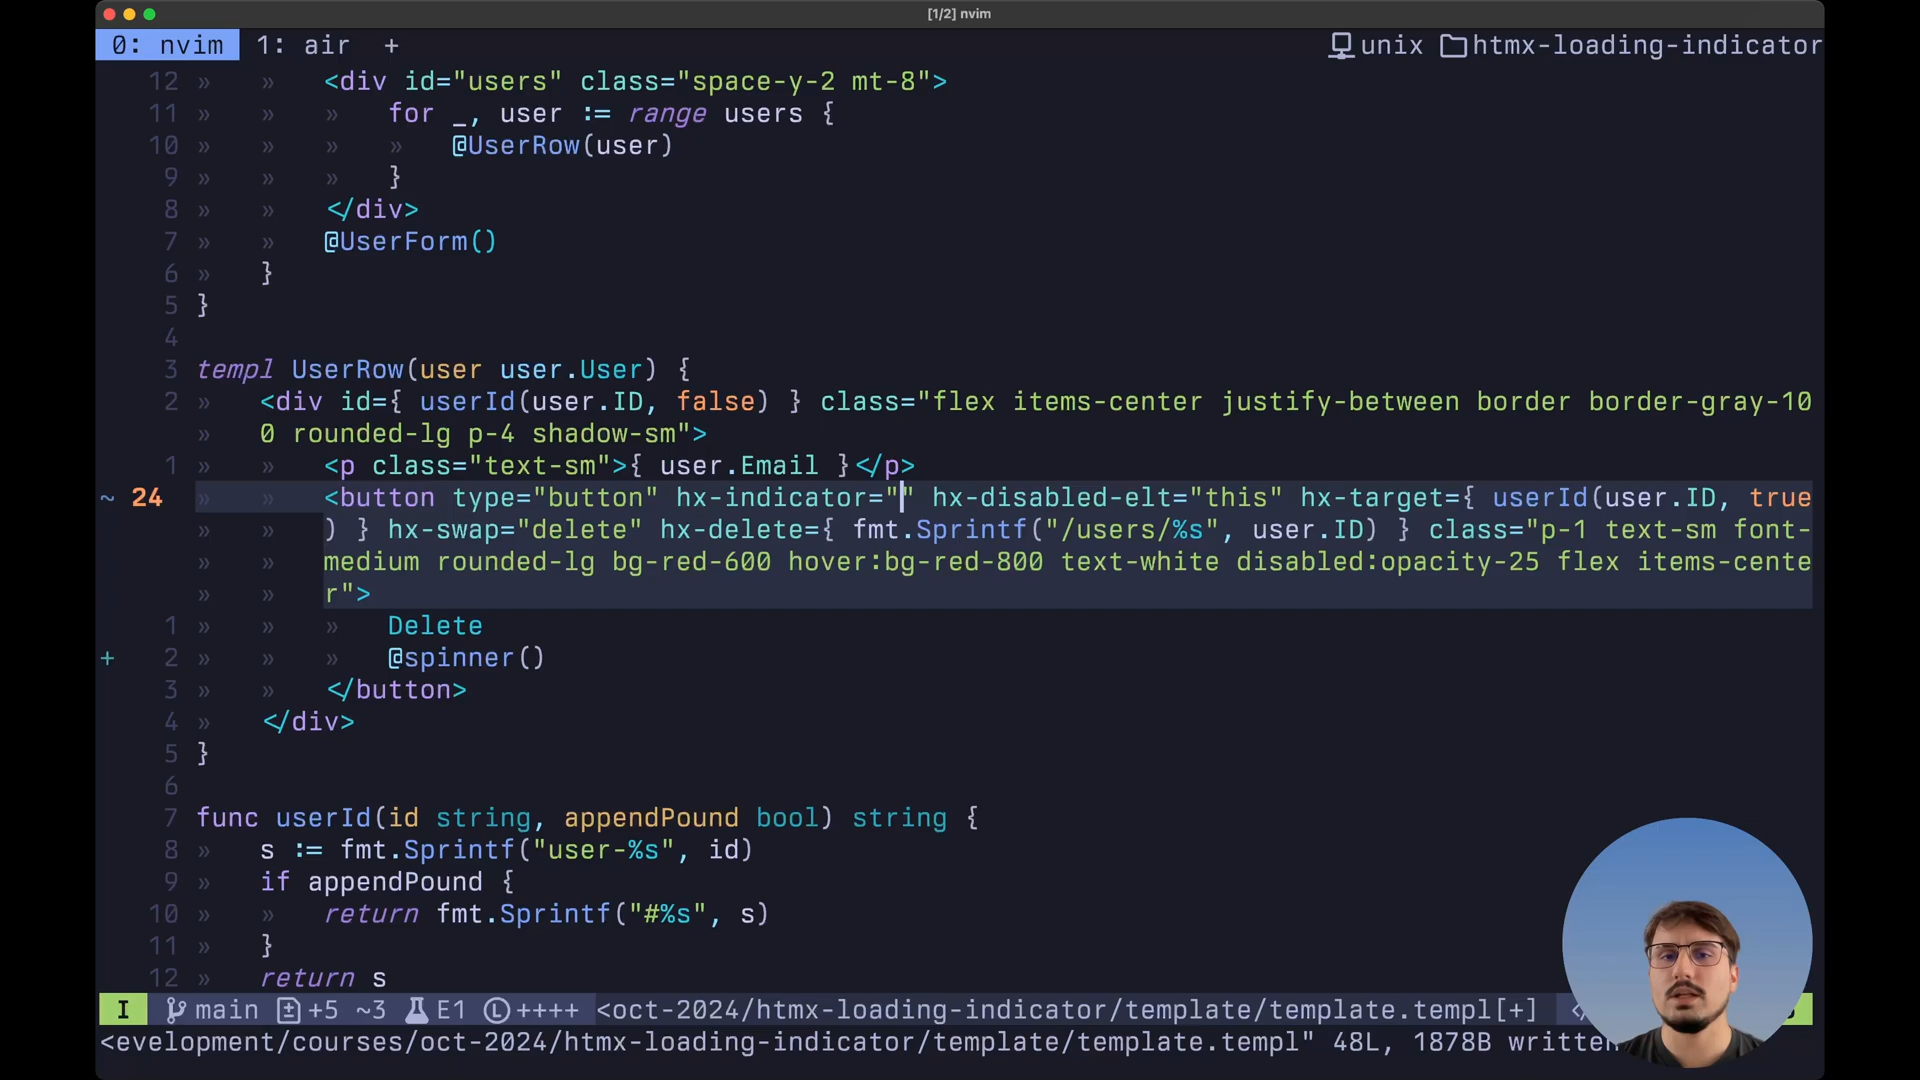 [1/2] nvim
0: nvim 1: air + unix htmx-loading-indicator
12 » » <div id="users" class="space-y-2 mt-8">
11 » » » for _, user := range users {
10 » » » » @UserRow(user)
9 » » » }
8 » » </div>
7 » » @UserForm()
6 » }
5 }
4
3 templ UserRow(user user.User) {
2 » <div id={ userId(user.ID, false) } class="flex items-center justify-between border border-gray-10
» 0 rounded-lg p-4 shadow-sm">
1 » » <p class="text-sm">{ user.Email }</p>
~ 24 » » <button type="button" hx-indicator="" hx-disabled-elt="this" hx-target={ userId(user.ID, true
» » ) } hx-swap="delete" hx-delete={ fmt.Sprintf("/users/%s", user.ID) } class="p-1 text-sm font-
» » medium rounded-lg bg-red-600 hover:bg-red-800 text-white disabled:opacity-25 flex items-cente
» » r">
1 » » » Delete
+ 2 » » » @spinner()
3 » » </button>
4 » </div>
5 }
6
7 func userId(id string, appendPound bool) string {
8 » s := fmt.Sprintf("user-%s", id)
9 » if appendPound {
10 » » return fmt.Sprintf("#%s", s)
11 » }
12 » return s
I main +5 ~3 E1 ++++ <oct-2024/htmx-loading-indicator/template/template.templ[+]
<evelopment/courses/oct-2024/htmx-loading-indicator/template/template.templ" 48L, 1878B written